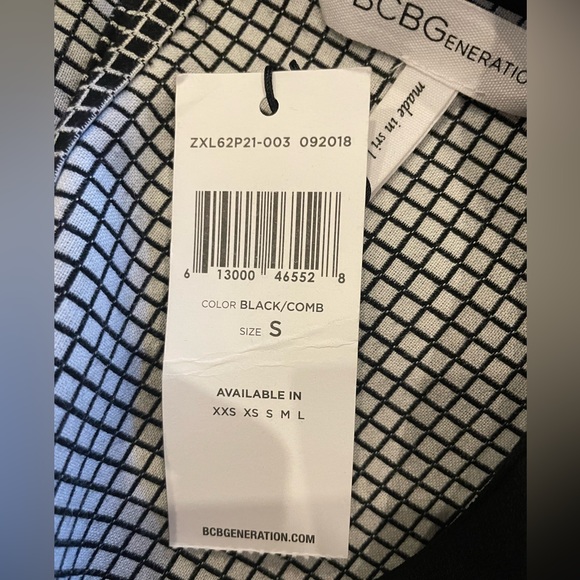 BCBGENERATION
made in sri
ZXL62P21-003 092018
6 13000 46552 8
COLOR BLACK/COMB
SIZE S
AVAILABLE IN
XXS XS S M L
BCBGENERATION.COM